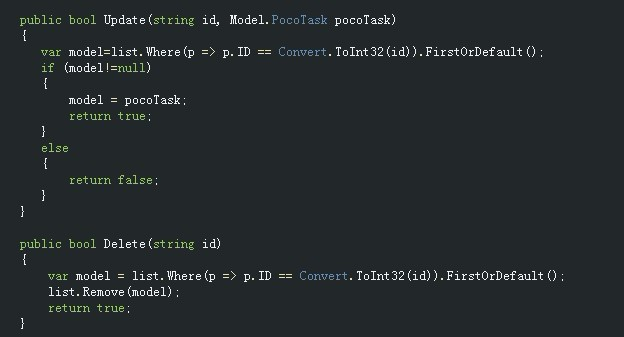 public bool Update(string id, Model.PocoTask pocoTask)
{
var model=list.Where(p => p.ID == Convert.ToInt32(id)).FirstOrDefault();
if (model!=null)
{
model = pocoTask;
return true;
}
else
{
return false;
}
}
public bool Delete(string id)
{
var model = list.Where(p => p.ID == Convert.ToInt32(id)).FirstOrDefault();
list.Remove(model);
return true;
}